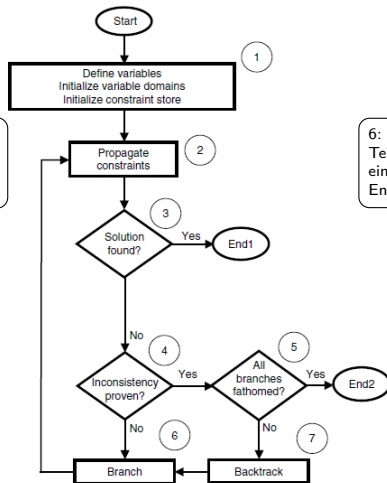 Start
1
Define variables
Initialize variable domains
Initialize constraint store
Propagate
constraints
2
6:
Te
ein
En
3
Solution
found?
Yes
End1
No
4
5
Inconsistency
proven?
Yes
All
branches
fathomed?
Yes
End2
No
6
No
7
Branch
Backtrack